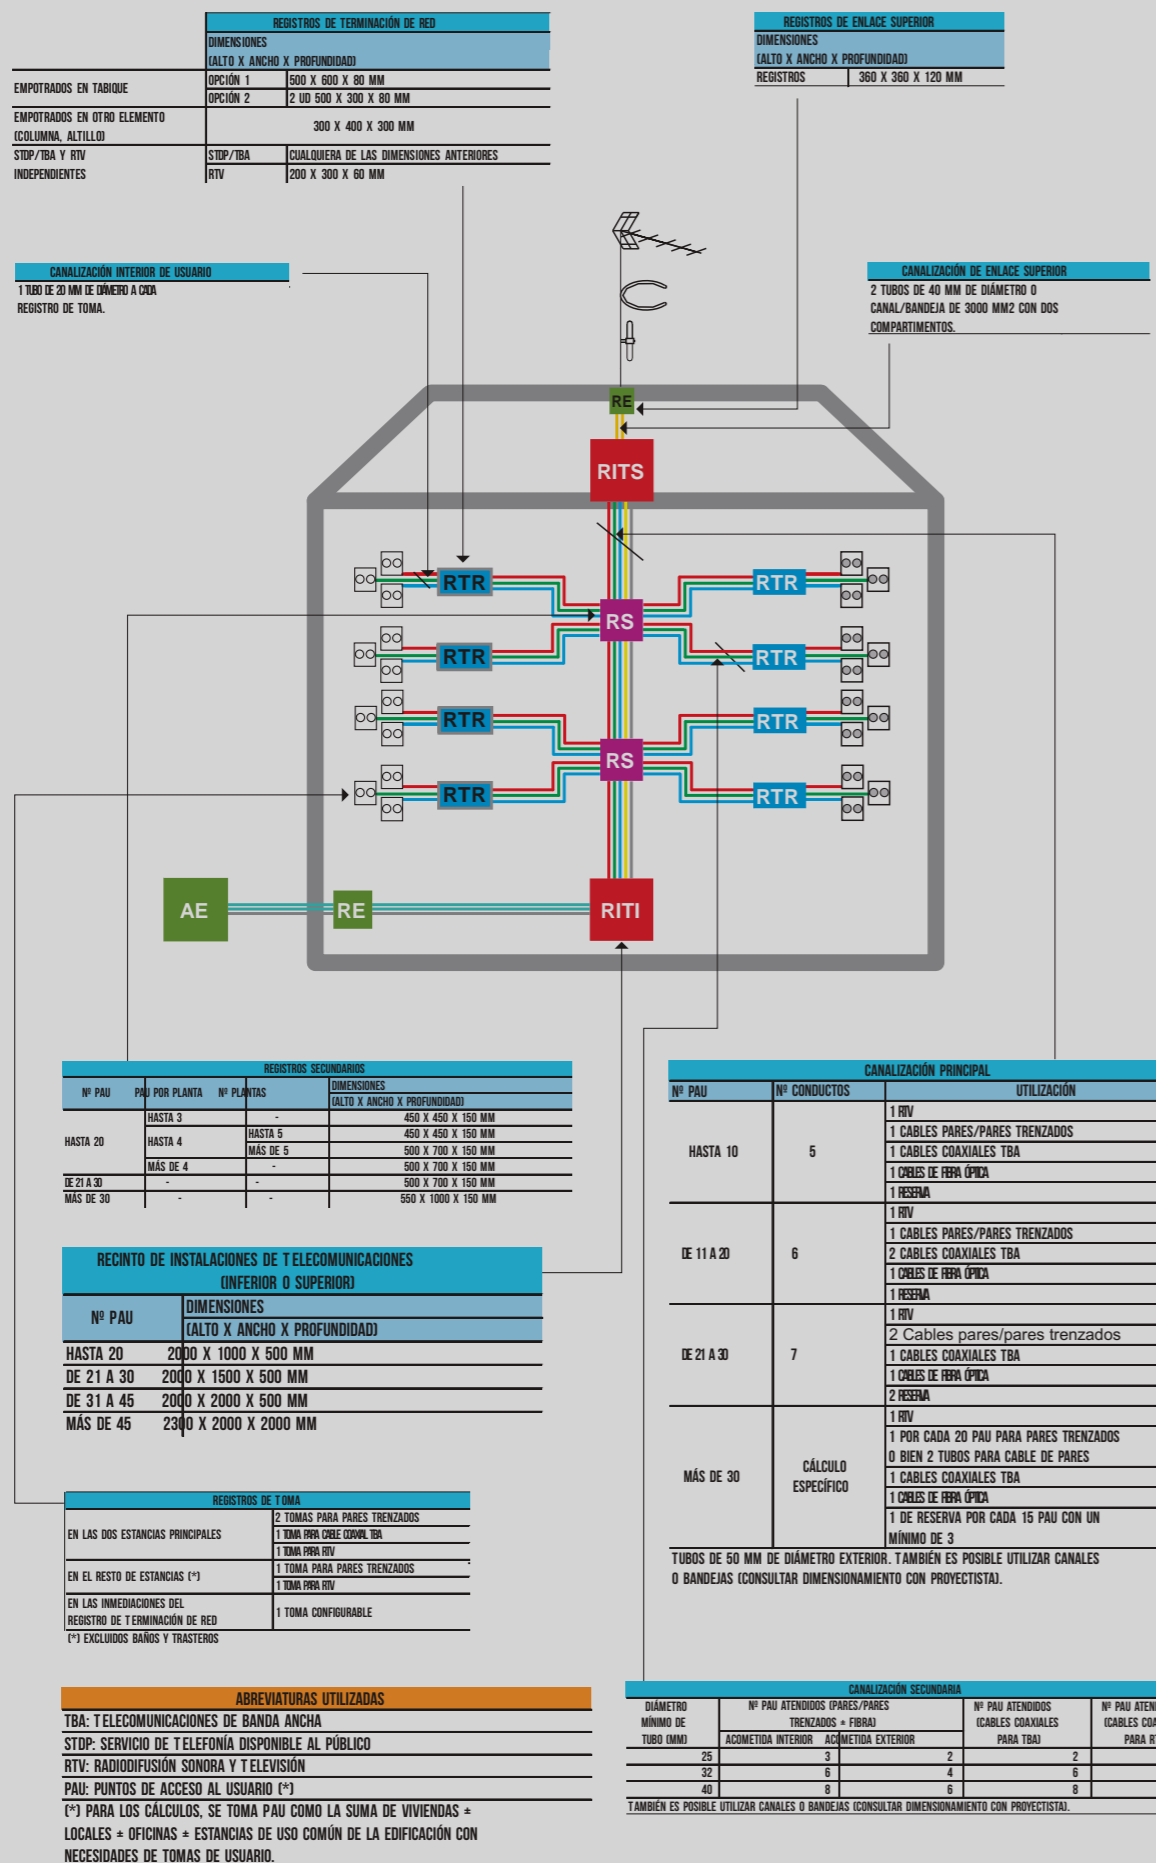 REGISTROS DE TERMINACIÓN DE RED
DIMENSIONES
(ALTO X ANCHO X PROFUNDIDAD)
EMPOTRADOS EN TABIQUE
OPCIÓN 1 500 X 600 X 80 MM
OPCIÓN 2 2 UD 500 X 300 X 80 MM
EMPOTRADOS EN OTRO ELEMENTO
(COLUMNA, ALTILLO)
300 X 400 X 300 MM
STDP/TBA Y RTV
INDEPENDIENTES
STDP/TBA CUALQUIERA DE LAS DIMENSIONES ANTERIORES
RTV 200 X 300 X 60 MM
REGISTROS DE ENLACE SUPERIOR
DIMENSIONES
(ALTO X ANCHO X PROFUNDIDAD)
REGISTROS 360 X 360 X 120 MM
CANALIZACIÓN INTERIOR DE USUARIO
1 TUBO DE 20 MM DE DIÁMETRO A CADA
REGISTRO DE TOMA.
CANALIZACIÓN DE ENLACE SUPERIOR
2 TUBOS DE 40 MM DE DIÁMETRO O
CANAL/BANDEJA DE 3000 MM2 CON DOS
COMPARTIMENTOS.
RE
RITS
RTR RTR
RS
RTR RTR
RTR RTR
RS
RTR RTR
AE RE RITI
REGISTROS SECUNDARIOS
Nº PAU PAU POR PLANTA Nº PLANTAS DIMENSIONES
(ALTO X ANCHO X PROFUNDIDAD)
HASTA 20
HASTA 3 - 450 X 450 X 150 MM
HASTA 4
HASTA 5 450 X 450 X 150 MM
MÁS DE 5 500 X 700 X 150 MM
MÁS DE 4 - 500 X 700 X 150 MM
DE 21 A 30 - - 500 X 700 X 150 MM
MÁS DE 30 - - 550 X 1000 X 150 MM
RECINTO DE INSTALACIONES DE TELECOMUNICACIONES
(INFERIOR O SUPERIOR)
Nº PAU
DIMENSIONES
(ALTO X ANCHO X PROFUNDIDAD)
HASTA 20 2000 X 1000 X 500 MM
DE 21 A 30 2000 X 1500 X 500 MM
DE 31 A 45 2000 X 2000 X 500 MM
MÁS DE 45 2300 X 2000 X 2000 MM
REGISTROS DE TOMA
EN LAS DOS ESTANCIAS PRINCIPALES
2 TOMAS PARA PARES TRENZADOS
1 TOMA PARA CABLE COAXIAL TBA
1 TOMA PARA RTV
EN EL RESTO DE ESTANCIAS (*)
1 TOMA PARA PARES TRENZADOS
1 TOMA PARA RTV
EN LAS INMEDIACIONES DEL
REGISTRO DE TERMINACIÓN DE RED
1 TOMA CONFIGURABLE
(*) EXCLUIDOS BAÑOS Y TRASTEROS
CANALIZACIÓN PRINCIPAL
Nº PAU Nº CONDUCTOS UTILIZACIÓN
HASTA 10 5
1 RTV
1 CABLES PARES/PARES TRENZADOS
1 CABLES COAXIALES TBA
1 CABLES DE FIBRA ÓPTICA
1 RESERVA
DE 11 A 20 6
1 RTV
1 CABLES PARES/PARES TRENZADOS
2 CABLES COAXIALES TBA
1 CABLES DE FIBRA ÓPTICA
1 RESERVA
DE 21 A 30 7
1 RTV
2 Cables pares/pares trenzados
1 CABLES COAXIALES TBA
1 CABLES DE FIBRA ÓPTICA
2 RESERVA
MÁS DE 30 CÁLCULO
ESPECÍFICO
1 RTV
1 POR CADA 20 PAU PARA PARES TRENZADOS
O BIEN 2 TUBOS PARA CABLE DE PARES
1 CABLES COAXIALES TBA
1 CABLES DE FIBRA ÓPTICA
1 DE RESERVA POR CADA 15 PAU CON UN
MÍNIMO DE 3
TUBOS DE 50 MM DE DIÁMETRO EXTERIOR. TAMBIÉN ES POSIBLE UTILIZAR CANALES
O BANDEJAS (CONSULTAR DIMENSIONAMIENTO CON PROYECTISTA).
ABREVIATURAS UTILIZADAS
TBA: TELECOMUNICACIONES DE BANDA ANCHA
STDP: SERVICIO DE TELEFONÍA DISPONIBLE AL PÚBLICO
RTV: RADIODIFUSIÓN SONORA Y TELEVISIÓN
PAU: PUNTOS DE ACCESO AL USUARIO (*)
(*) PARA LOS CÁLCULOS, SE TOMA PAU COMO LA SUMA DE VIVIENDAS +
LOCALES + OFICINAS + ESTANCIAS DE USO COMÚN DE LA EDIFICACIÓN CON
NECESIDADES DE TOMAS DE USUARIO.
CANALIZACIÓN SECUNDARIA
DIÁMETRO
MÍNIMO DE
TUBO (MM)
Nº PAU ATENDIDOS (PARES/PARES
TRENZADOS + FIBRA)
ACOMETIDA INTERIOR ACOMETIDA EXTERIOR
Nº PAU ATENDIDOS
(CABLES COAXIALES
PARA TBA)
Nº PAU
(CABLES
PARA
25 3 2 2
32 6 4 6
40 8 6 8
TAMBIÉN ES POSIBLE UTILIZAR CANALES O BANDEJAS (CONSULTAR DIMENSIONAMIENTO CON PROYECTISTA).